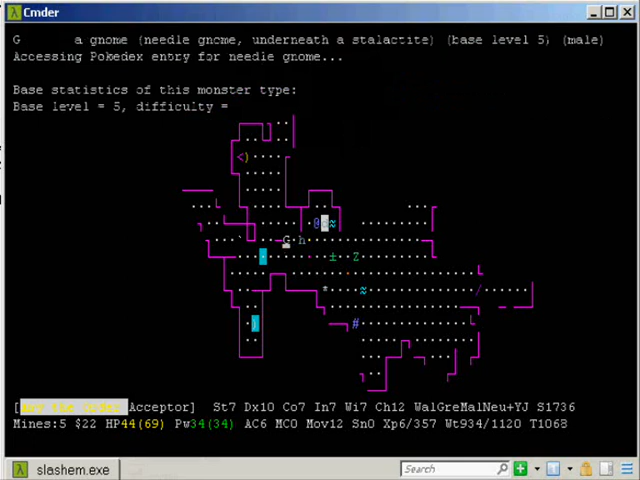 Cmder
G a gnome (needle gnome, underneath a stalactite) (base level 5) (male)
Accessing Pokedex entry for needle gnome...
Base statistics of this monster type:
Base level = 5, difficulty =
Acceptor] St7 Dx10 Co7 In7 Wi7 Ch12 WalGreMalNeu+YJ S1736
Mines:5 $22 HP44(69) Pw34(34) AC6 MC0 Mov12 Sn0 Xp6/357 Wt934/1120 T1068
slashem.exe
Search